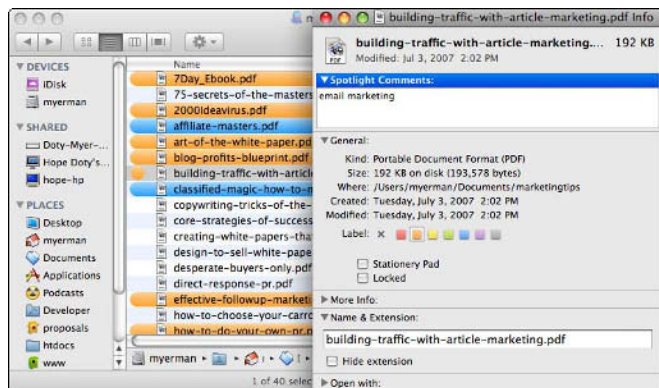 building-traffic-with-article-marketing.pdf Info
DEVICES
iDisk
myerman
SHARED
Doty-Myer-...
Hope Doty's...
hope-hp
PLACES
Desktop
myerman
Documents
Applications
Podcasts
Developer
proposals
htdocs
www
Name
7Day_Ebook.pdf
75-secrets-of-the-masters
2000Ideavirus.pdf
affiliate-masters.pdf
art-of-the-white-paper.pd
blog-profits-blueprint.pdf
building-traffic-with-articl
classified-magic-how-to-m
copywriting-tricks-of-the-
core-strategies-of-success
creating-white-papers-tha
design-to-sell-white-pape
desperate-buyers-only.pdf
direct-response-pr.pdf
effective-followup-marketi
how-to-choose-your-carro
how-to-do-your-own-pr.p
myerman
1 of 40 selec
PDF
building-traffic-with-article-marketing.... 192 KB
Modified: Jul 3, 2007 2:02 PM
Spotlight Comments:
email marketing
General:
Kind: Portable Document Format (PDF)
Size: 192 KB on disk (193,578 bytes)
Where: /Users/myerman/Documents/marketingtips
Created: Tuesday, July 3, 2007 2:02 PM
Modified: Tuesday, July 3, 2007 2:02 PM
Label: ×
Stationery Pad
Locked
More Info:
Name & Extension:
building-traffic-with-article-marketing.pdf
Hide extension
Open with: